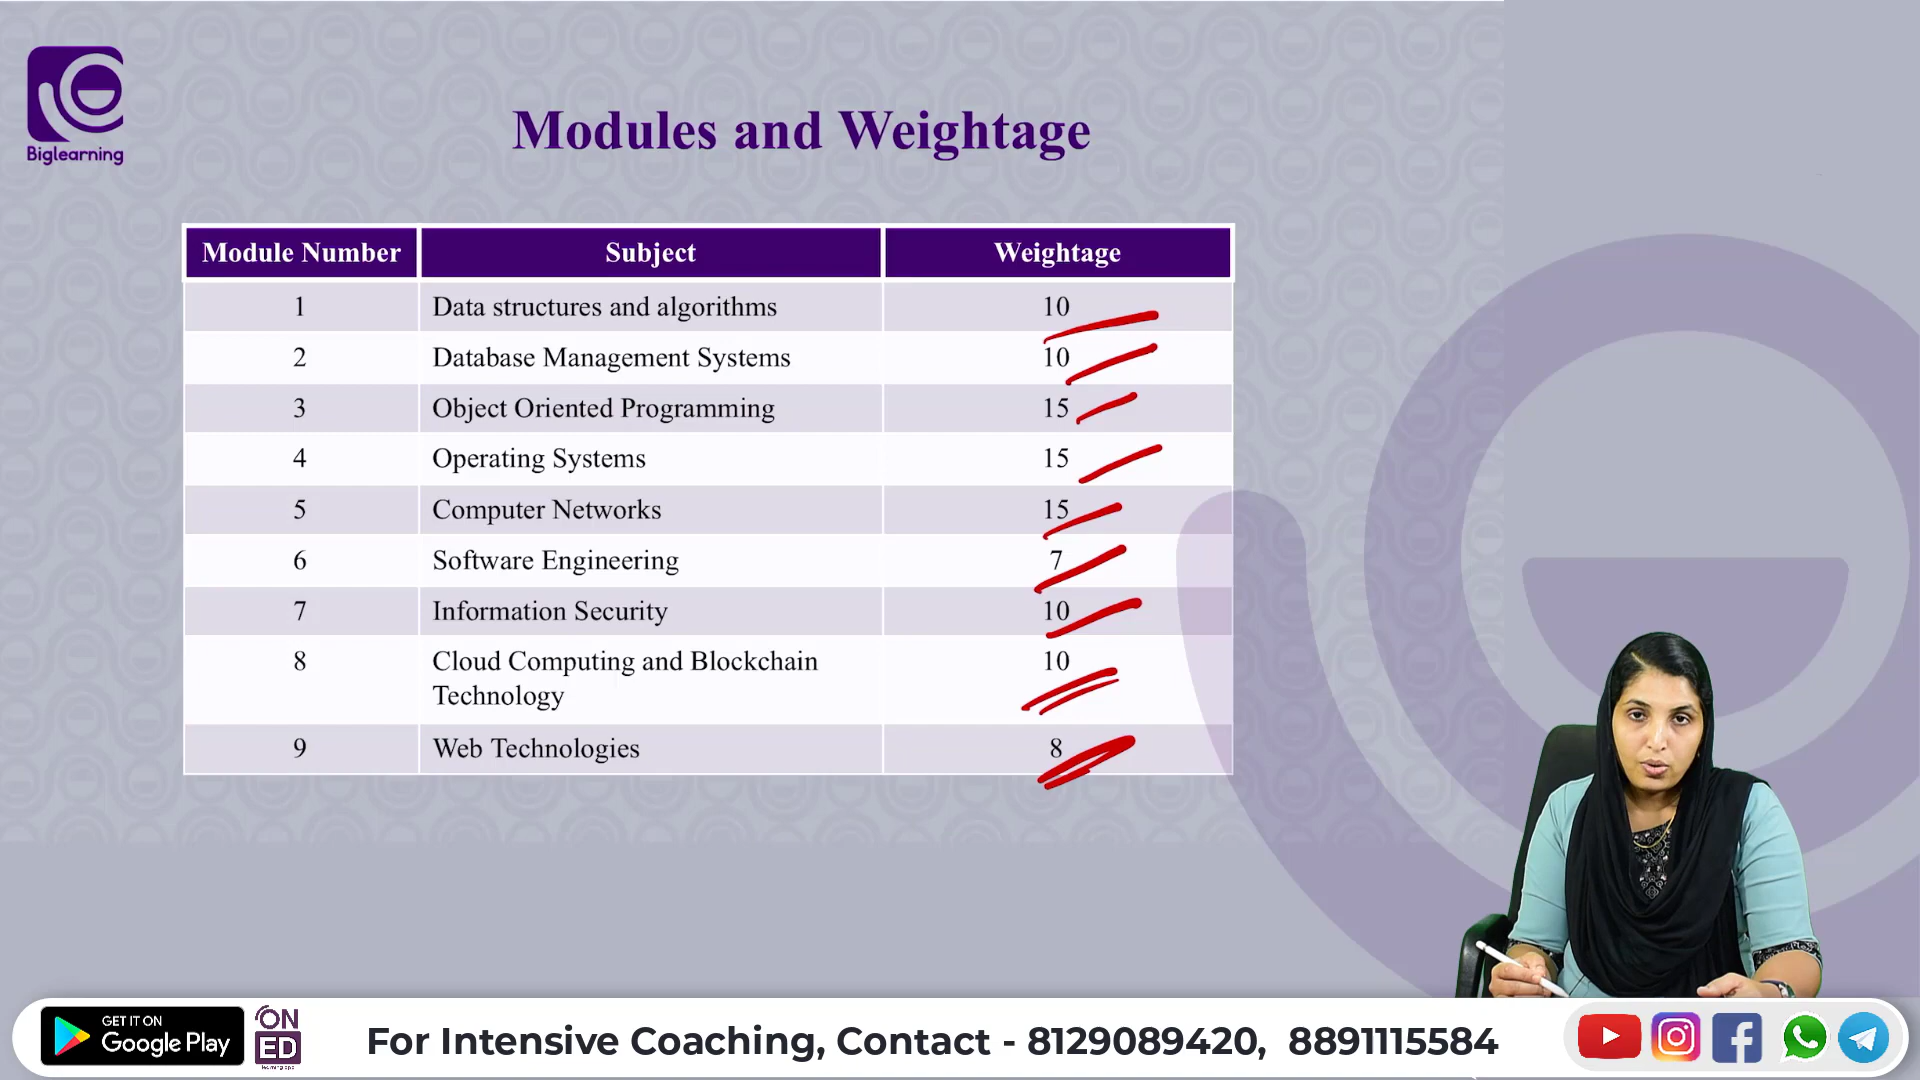 Biglearning
Modules and Weightage
Module Number Subject Weightage
1 Data structures and algorithms 10
2 Database Management Systems 10
3 Object Oriented Programming 15
4 Operating Systems 15
5 Computer Networks 15
6 Software Engineering 7
7 Information Security 10
8 Cloud Computing and Blockchain 10
Technology
9 Web Technologies 8
GET IT ON
Google Play
ON
ED
For Intensive Coaching, Contact - 8129089420, 8891115584